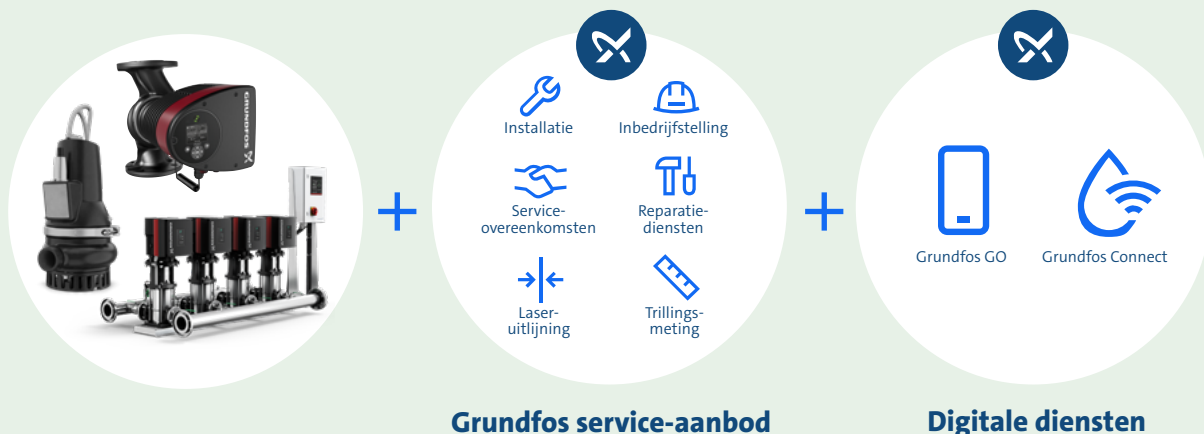 GRUNDFOS
Installatie
Inbedrijfstelling
Service-
overeenkomsten
Reparatie-
diensten
Laser-
uitlijning
Trillings-
meting
Grundfos GO
Grundfos Connect
Grundfos service-aanbod
Digitale diensten